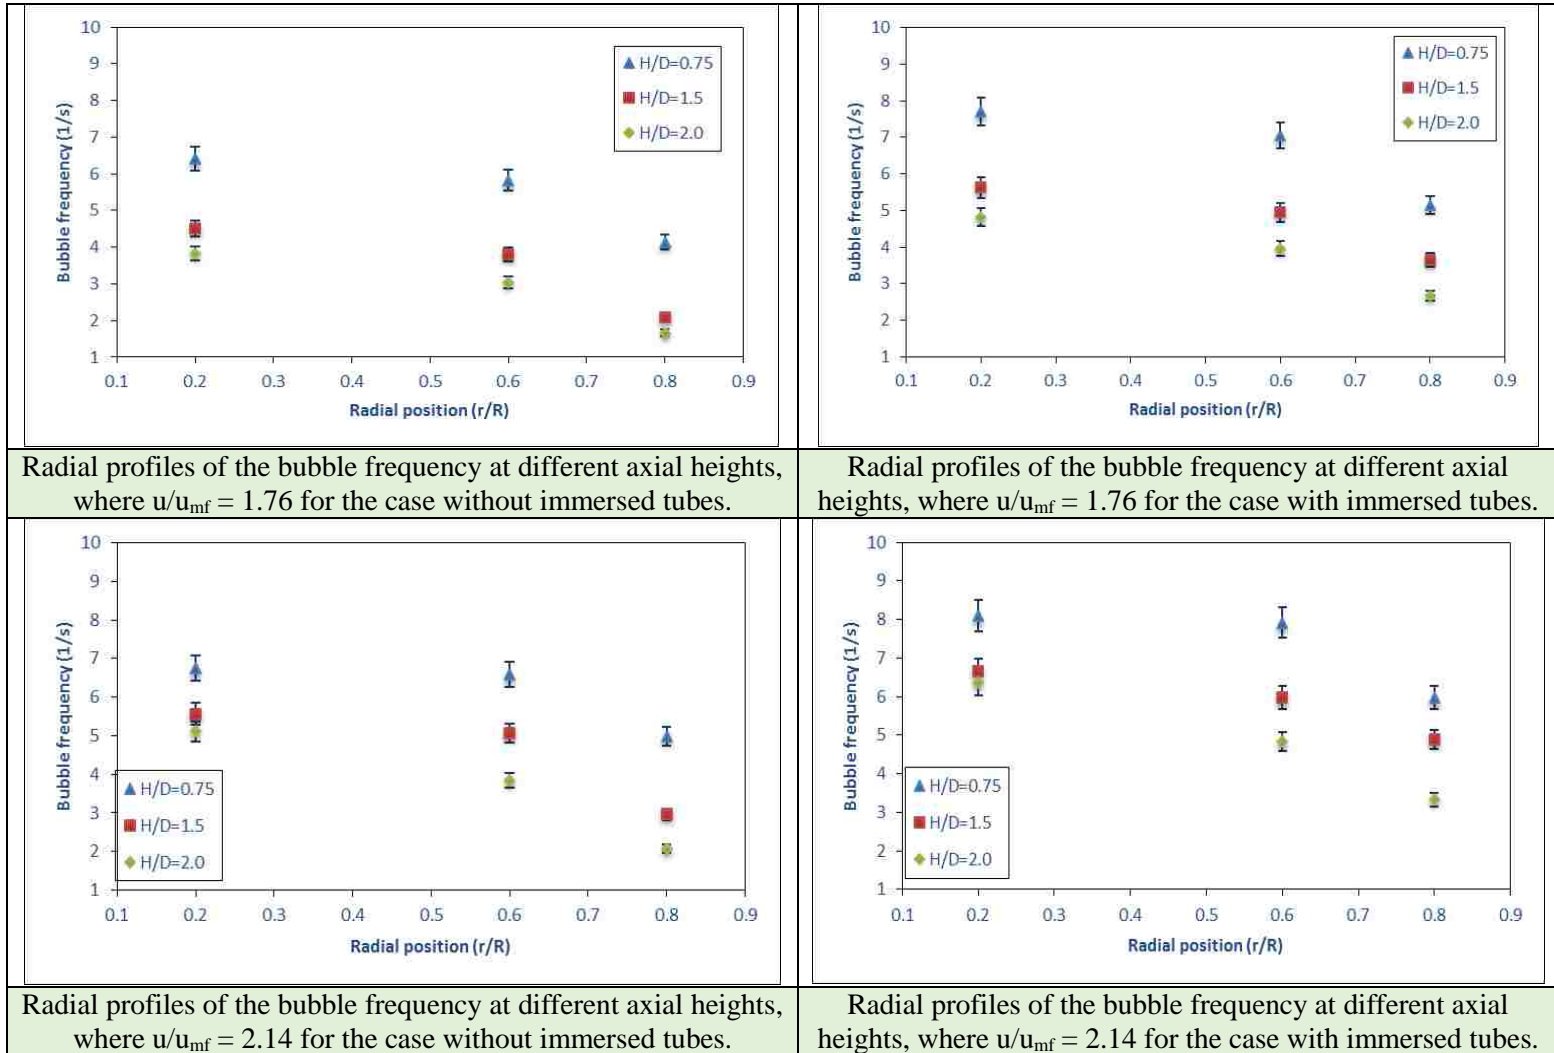 10
9
8
7
6
5
4
3
2
1
Bubble frequency (1/s)
H/D=0.75
H/D=1.5
H/D=2.0
0.1 0.2 0.3 0.4 0.5 0.6 0.7 0.8 0.9
Radial position (r/R)
10
9
8
7
6
5
4
3
2
1
Bubble frequency (1/s)
H/D=0.75
H/D=1.5
H/D=2.0
0.1 0.2 0.3 0.4 0.5 0.6 0.7 0.8 0.9
Radial position (r/R)
Radial profiles of the bubble frequency at different axial heights,
where u/umf = 1.76 for the case without immersed tubes.
Radial profiles of the bubble frequency at different axial
heights, where u/umf = 1.76 for the case with immersed tubes.
10
9
8
7
6
5
4
3
2
1
Bubble frequency (1/s)
H/D=0.75
H/D=1.5
H/D=2.0
0.1 0.2 0.3 0.4 0.5 0.6 0.7 0.8 0.9
Radial position (r/R)
10
9
8
7
6
5
4
3
2
1
Bubble frequency (1/s)
H/D=0.75
H/D=1.5
H/D=2.0
0.1 0.2 0.3 0.4 0.5 0.6 0.7 0.8 0.9
Radial position (r/R)
Radial profiles of the bubble frequency at different axial heights,
where u/umf = 2.14 for the case without immersed tubes.
Radial profiles of the bubble frequency at different axial
heights, where u/umf = 2.14 for the case with immersed tubes.